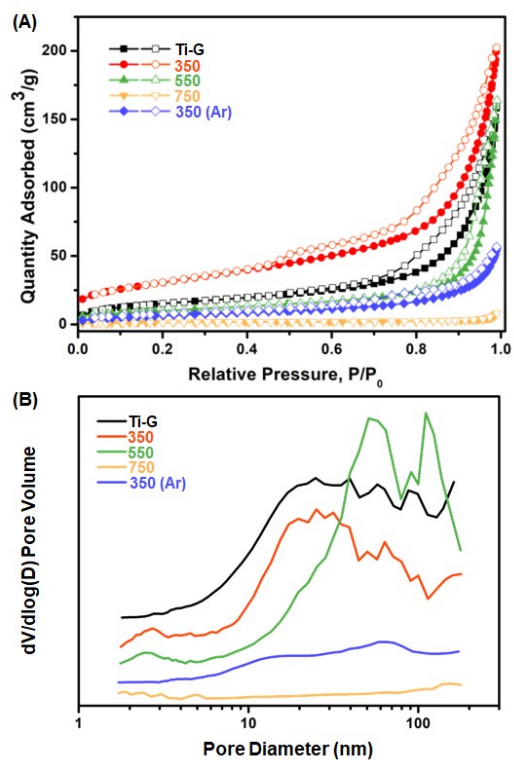 (A)
Ti-G
350
550
750
350 (Ar)
200
150
100
50
0
Quantity Adsorbed (cm³/g)
0.0 0.2 0.4 0.6 0.8 1.0
Relative Pressure, P/P₀
(B)
Ti-G
350
550
750
350 (Ar)
dV/dlog(D) Pore Volume
1 10 100
Pore Diameter (nm)